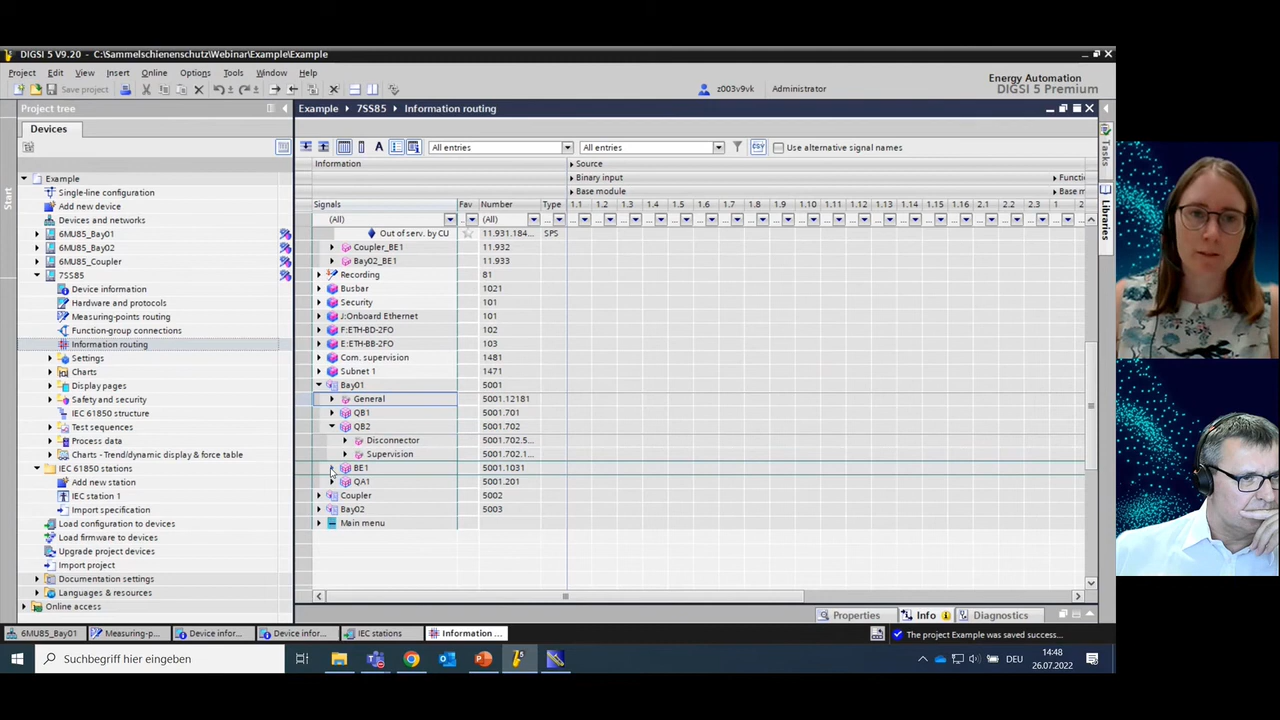 DIGSI 5 V9.20 - C:\Sammelschienenschutz\Webinar\Example\Example
Project Edit View Insert Online Options Tools Window Help
Energy Automation
DIGSI 5 Premium
Save project
z003v9vk Administrator
Project tree
Example 7SS85 Information routing
Devices
All entries All entries CSV Use alternative signal names
Start
Tasks
Libraries
Example
Single-line configuration
Add new device
Devices and networks
6MU85_Bay01
6MU85_Bay02
6MU85_Coupler
7SS85
Device information
Hardware and protocols
Measuring-points routing
Function-group connections
Information routing
Settings
Charts
Display pages
Safety and security
IEC 61850 structure
Test sequences
Process data
Charts - Trend/dynamic display & force table
IEC 61850 stations
Add new station
IEC station 1
Import specification
Load configuration to devices
Load firmware to devices
Upgrade project devices
Import project
Documentation settings
Languages & resources
Online access
Information Source
Binary input Functi
Base module Base m
Signals Fav Number Type 1.1 1.2 1.3 1.4 1.5 1.6 1.7 1.8 1.9 1.10 1.11 1.12 1.13 1.14 2.1 2.2 2.3 1 2
(All) ... (All) ... ... ... ... ... ... ... ... ... ... ... ... ... ... ... ... ... ... ... ...
Out of serv. by CU 11.931.184... SPS
Coupler_BE1 11.932
Bay02_BE1 11.933
Recording 81
Busbar 1021
Security 101
J:Onboard Ethernet 101
F:ETH-BD-2FO 102
E:ETH-BB-2FO 103
Com. supervision 1481
Subnet 1 1471
Bay01 5001
General 5001.12181
QB1 5001.701
QB2 5001.702
Disconnector 5001.702.5...
Supervision 5001.702.1...
BE1 5001.1031
QA1 5001.201
Coupler 5002
Bay02 5003
Main menu
Properties Info Diagnostics
6MU85_Bay01 Measuring-p... Device infor... Device infor... IEC stations Information ...
The project Example was saved success...
Suchbegriff hier eingeben
DEU
14:48
26.07.2022